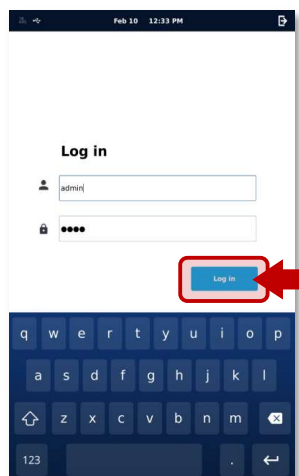 Feb 10 12:33 PM
Log in
admin
●●●●
Log in
q w e r t y u i o p
a s d f g h j k l
z x c v b n m
123 .